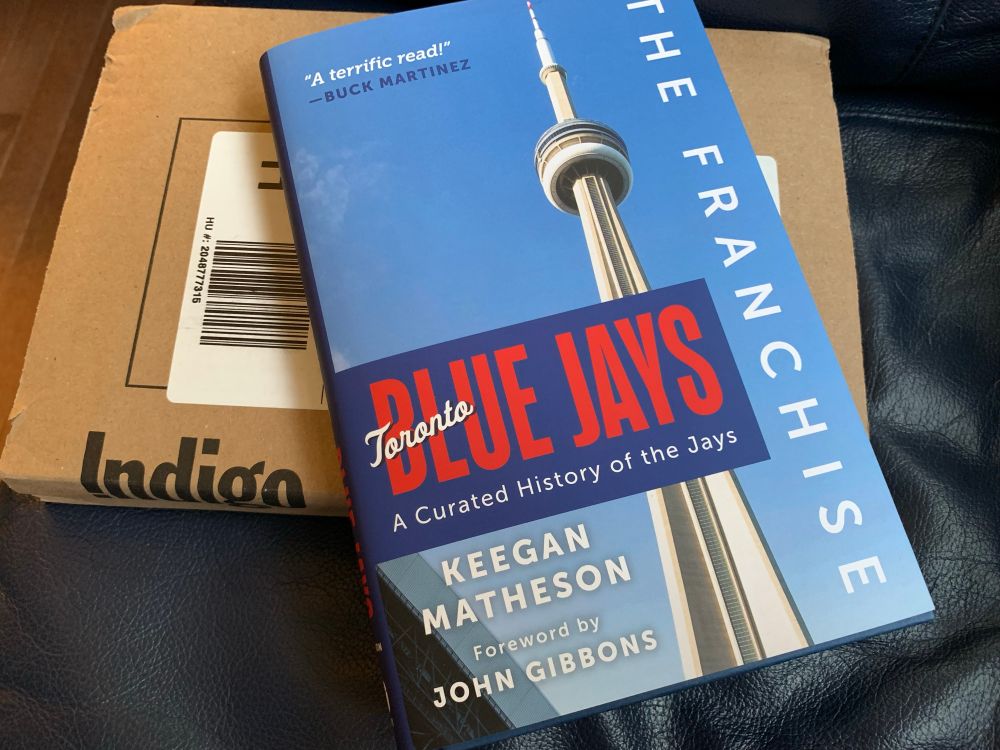 "A terrific read!"
—BUCK MARTINEZ
THE FRANCHISE
Toronto
BLUE JAYS
A Curated History of the Jays
KEEGAN
MATHESON
Foreword by
JOHN GIBBONS
HU #: 2048777315
Indigo